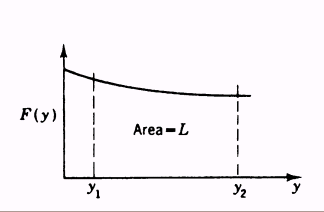 F(y)
Area = L
y₁
y₂
y